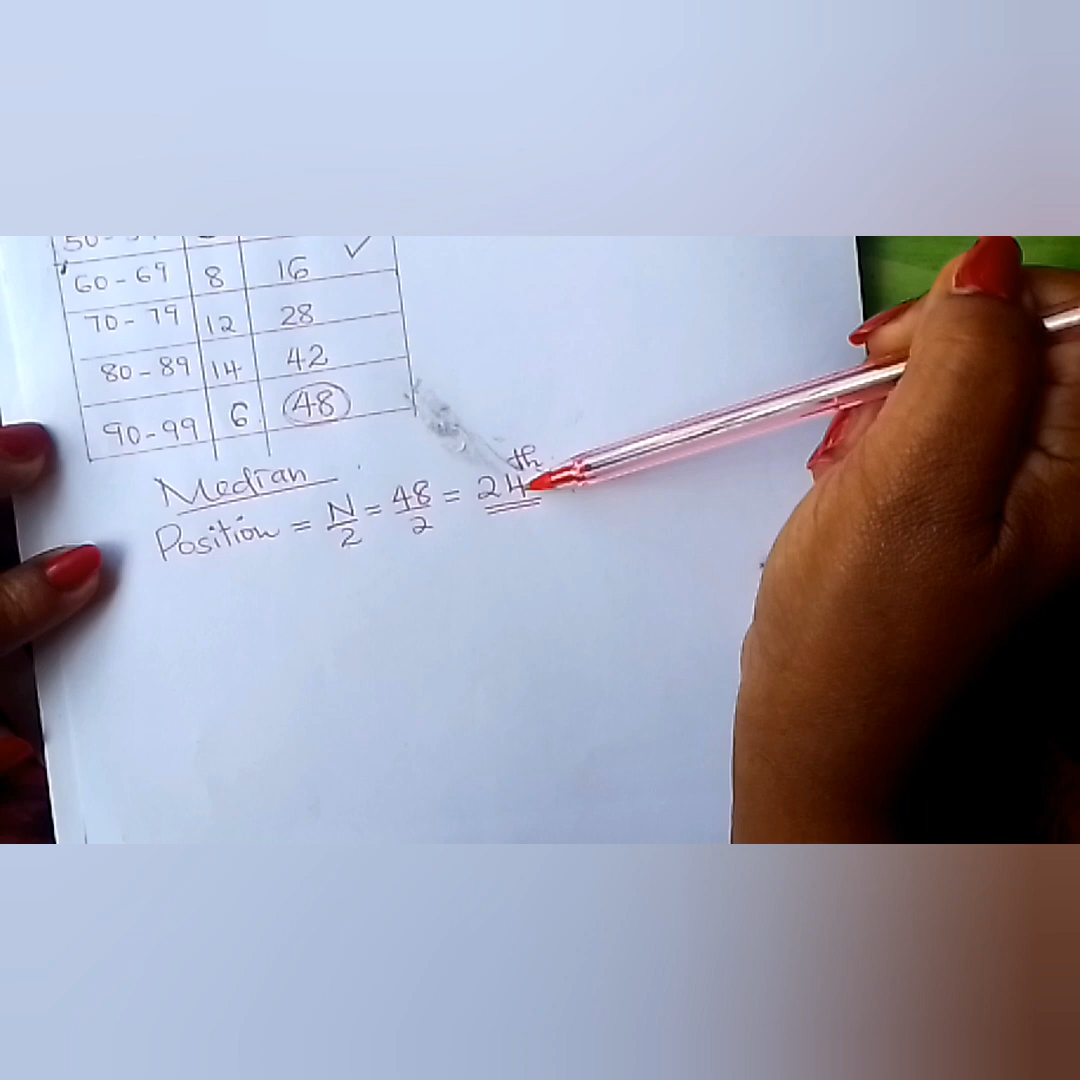 60-69 8 16
70-79 12 28
80-89 14 42
90-99 6 48
Median
Position = N/2 = 48/2 = 24th